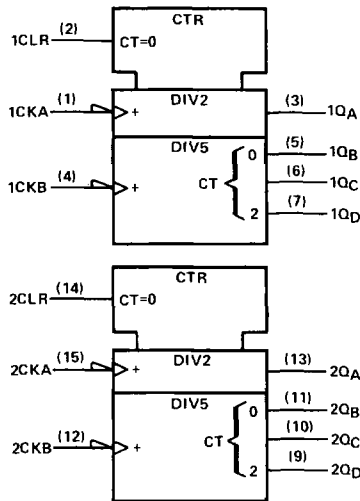 CTR
1CLR (2) CT=0
DIV2
1CKA (1) + (3) 1QA
DIV5
0 (5) 1QB
1CKB (4) + CT { (6) 1QC
2 (7) 1QD
CTR
2CLR (14) CT=0
DIV2
2CKA (15) + (13) 2QA
DIV5
0 (11) 2QB
2CKB (12) + CT { (10) 2QC
2 (9) 2QD